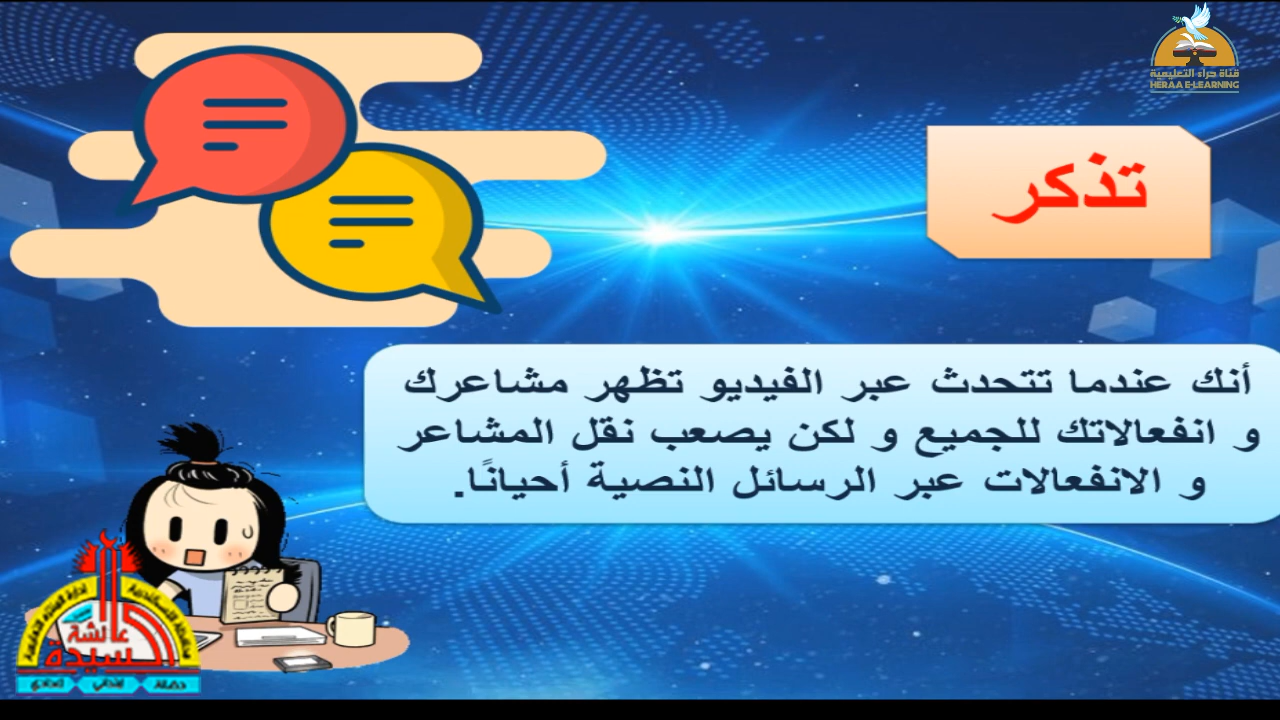 قناة حراء التعليمية
HERAA E-LEARNING
تذكر
أنك عندما تتحدث عبر الفيديو تظهر مشاعرك
و انفعالاتك للجميع و لكن يصعب نقل المشاعر
و الانفعالات عبر الرسائل النصية أحيانًا.
عائشة
السيدة